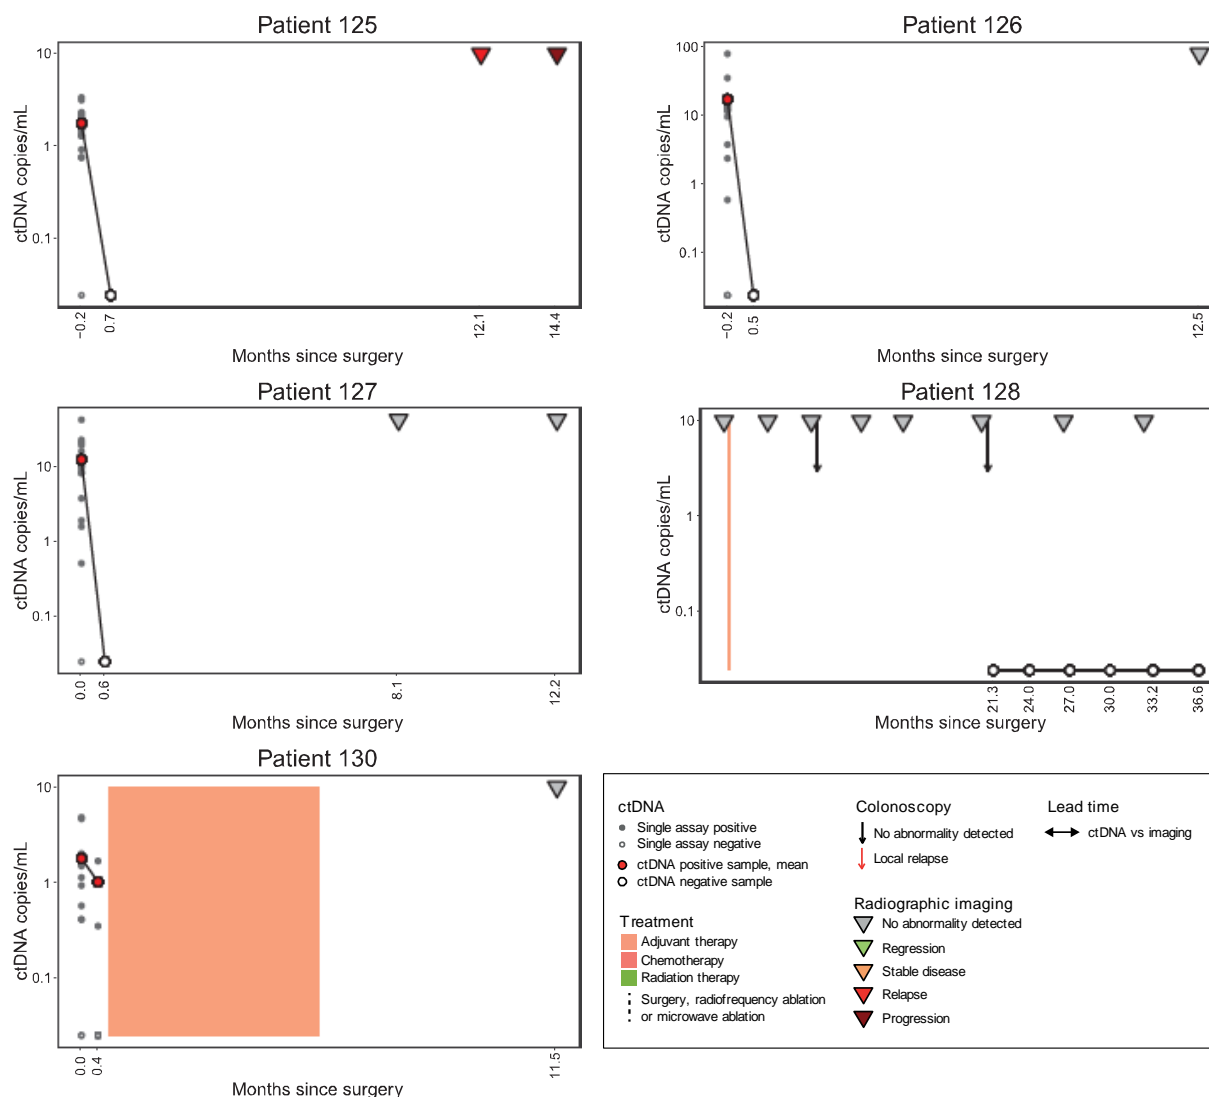 Patient 125
10
1
0.1
ctDNA copies/mL
−0.2
0.7
12.1
14.4
Months since surgery
Patient 126
100
10
1
0.1
ctDNA copies/mL
−0.2
0.5
12.5
Months since surgery
Patient 127
10
1
0.1
ctDNA copies/mL
0.0
0.6
8.1
12.2
Months since surgery
Patient 128
10
1
0.1
ctDNA copies/mL
21.3
24.0
27.0
30.0
33.2
36.6
Months since surgery
Patient 130
10
1
0.1
ctDNA copies/mL
0.0
0.4
11.5
Months since surgery
ctDNA
Single assay positive
Single assay negative
ctDNA positive sample, mean
ctDNA negative sample
Treatment
Adjuvant therapy
Chemotherapy
Radiation therapy
Surgery, radiofrequency ablation
or microwave ablation
Colonoscopy
No abnormality detected
Local relapse
Radiographic imaging
No abnormality detected
Regression
Stable disease
Relapse
Progression
Lead time
ctDNA vs imaging